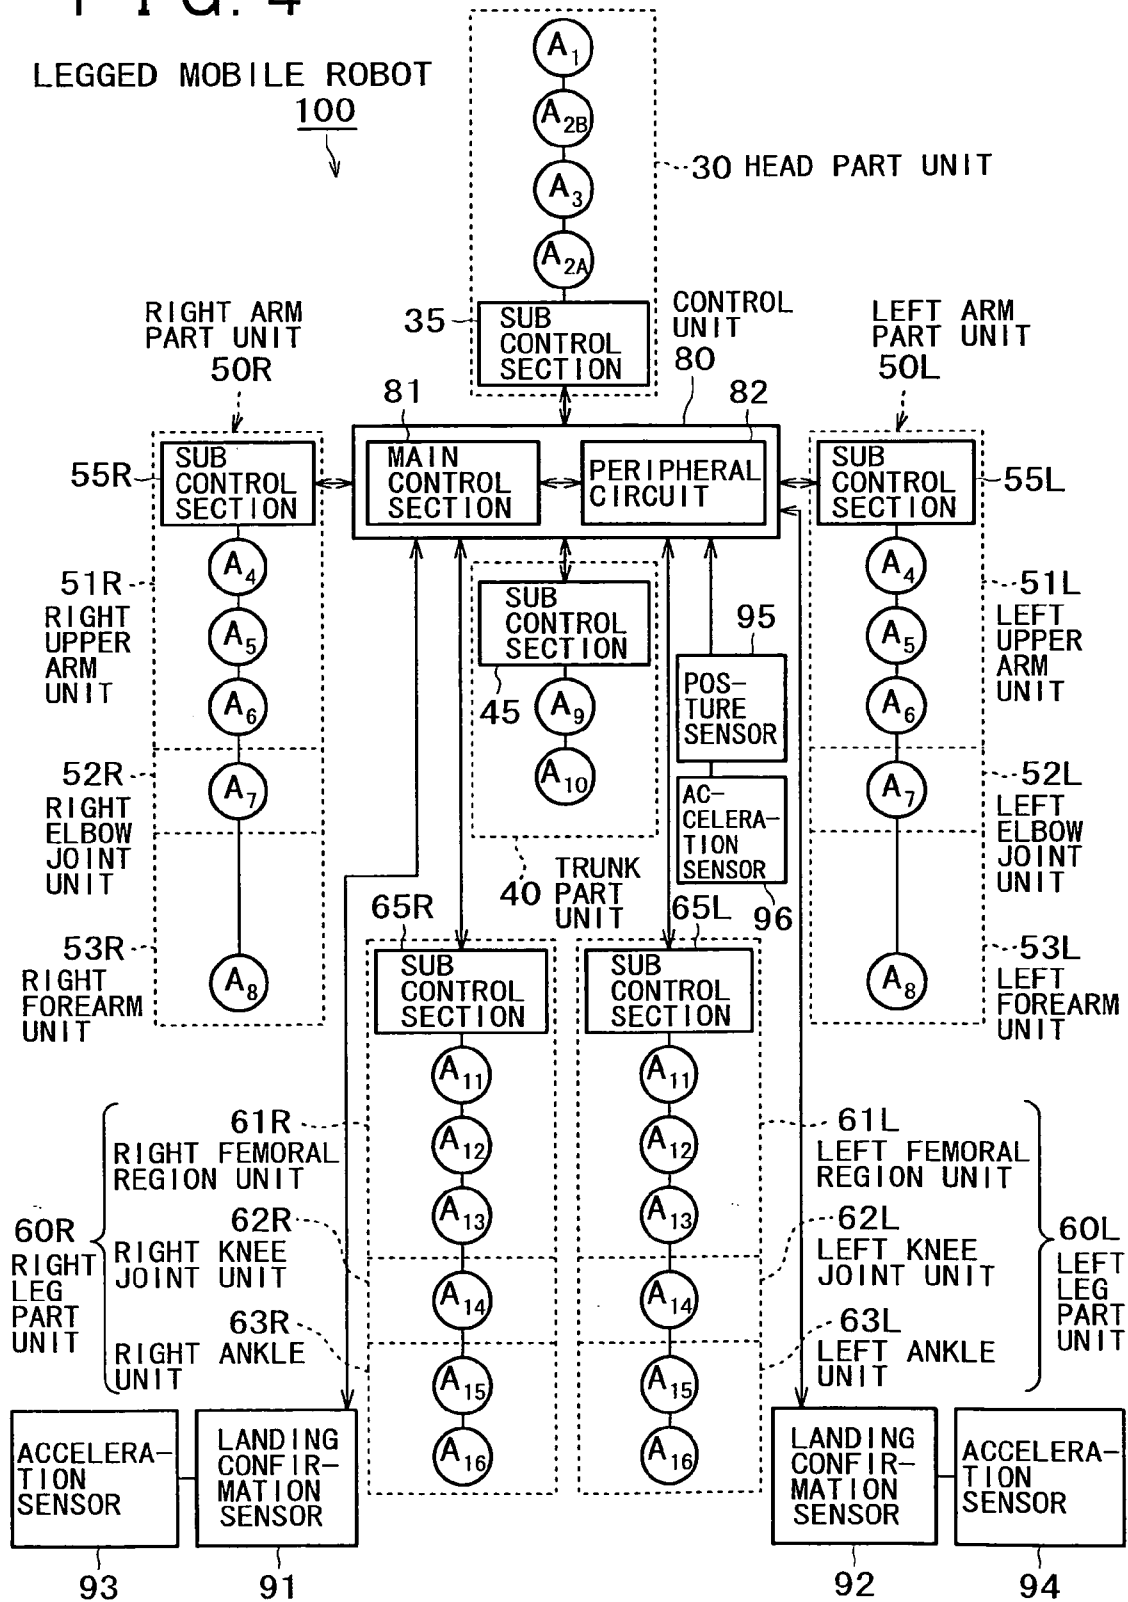 FIG. 4
LEGGED MOBILE ROBOT
100
A1
A2B
A3
A2A
30 HEAD PART UNIT
35
SUB
CONTROL
SECTION
RIGHT ARM
PART UNIT
50R
CONTROL
UNIT
80
LEFT ARM
PART UNIT
50L
81
82
55R
SUB
CONTROL
SECTION
MAIN
CONTROL
SECTION
PERIPHERAL
CIRCUIT
SUB
CONTROL
SECTION
55L
A4
A5
A6
A7
A8
51R
RIGHT
UPPER
ARM
UNIT
52R
RIGHT
ELBOW
JOINT
UNIT
53R
RIGHT
FOREARM
UNIT
SUB
CONTROL
SECTION
45
A9
A10
40
TRUNK
PART
UNIT
95
POS-
TURE
SENSOR
AC-
CELERA-
TION
SENSOR
96
A4
A5
A6
A7
A8
51L
LEFT
UPPER
ARM
UNIT
52L
LEFT
ELBOW
JOINT
UNIT
53L
LEFT
FOREARM
UNIT
65R
SUB
CONTROL
SECTION
A11
A12
A13
A14
A15
A16
65L
SUB
CONTROL
SECTION
A11
A12
A13
A14
A15
A16
60R
RIGHT
LEG
PART
UNIT
61R
RIGHT FEMORAL
REGION UNIT
62R
RIGHT KNEE
JOINT UNIT
63R
RIGHT ANKLE
UNIT
61L
LEFT FEMORAL
REGION UNIT
62L
LEFT KNEE
JOINT UNIT
63L
LEFT ANKLE
UNIT
60L
LEFT
LEG
PART
UNIT
ACCELERA-
TION
SENSOR
93
LANDING
CONFIR-
MATION
SENSOR
91
LANDING
CONFIR-
MATION
SENSOR
92
ACCELERA-
TION
SENSOR
94